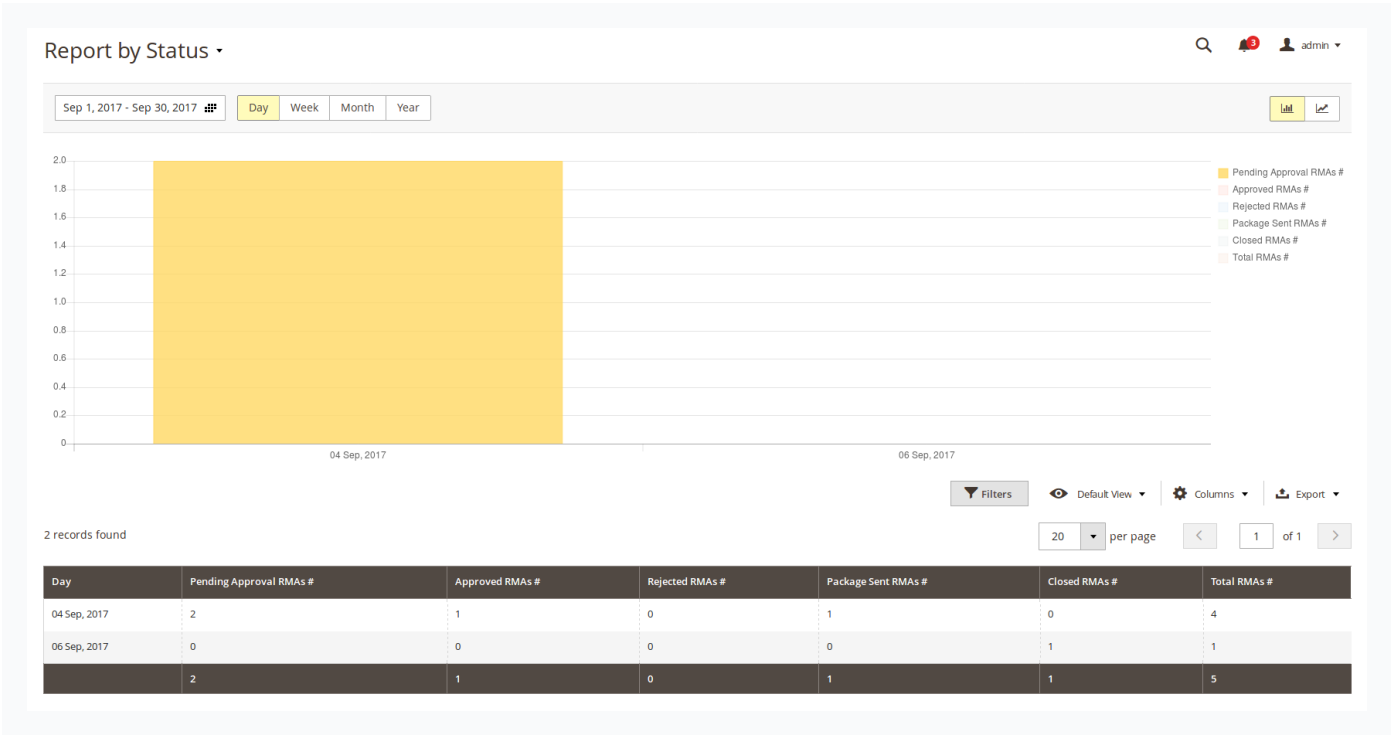 Report by Status
3
admin
Sep 1, 2017 - Sep 30, 2017
Day Week Month Year
2.0
1.8
1.6
1.4
1.2
1.0
0.8
0.6
0.4
0.2
0
04 Sep, 2017 06 Sep, 2017
Pending Approval RMAs #
Approved RMAs #
Rejected RMAs #
Package Sent RMAs #
Closed RMAs #
Total RMAs #
Filters Default View Columns Export
2 records found 20 per page 1 of 1
Day Pending Approval RMAs # Approved RMAs # Rejected RMAs # Package Sent RMAs # Closed RMAs # Total RMAs #
04 Sep, 2017 2 1 0 1 0 4
06 Sep, 2017 0 0 0 0 1 1
2 1 0 1 1 5